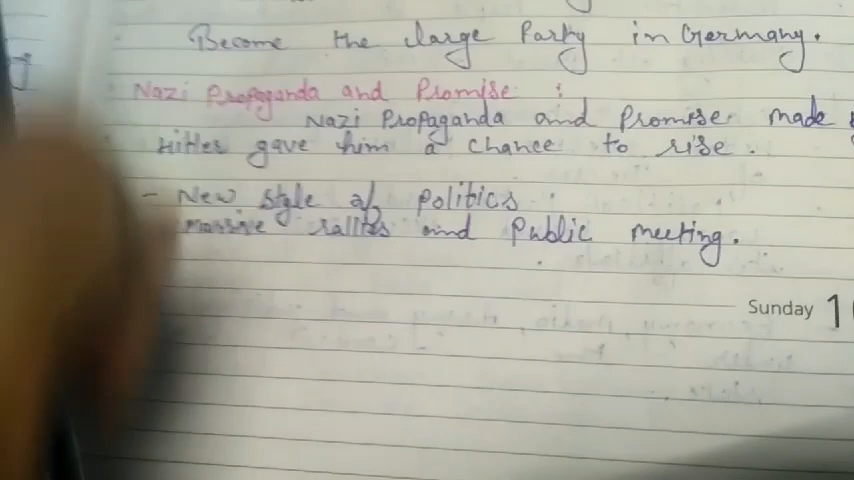 Become the large Party in Germany.
Nazi Propaganda and Promise :
Nazi Propaganda and Promise made
Hitler gave him a chance to rise.
- New style of Politics :
massive rallies and Public meeting.
Sunday 1